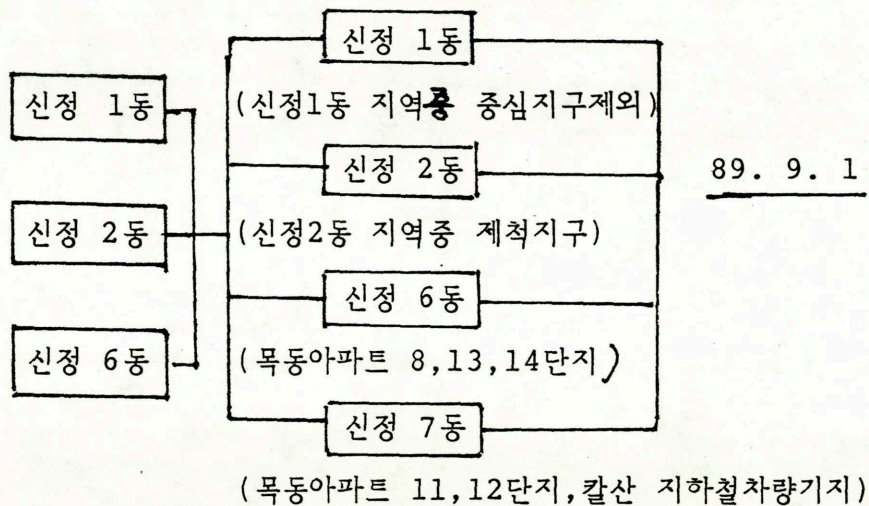 신정 1동
신정 1동
(신정1동 지역중 중심지구제외)
신정 2동
89. 9. 1
신정 2동
(신정2동 지역중 제척지구)
신정 6동
신정 6동
(목동아파트 8,13,14단지)
신정 7동
(목동아파트 11,12단지,칼산 지하철차량기지)